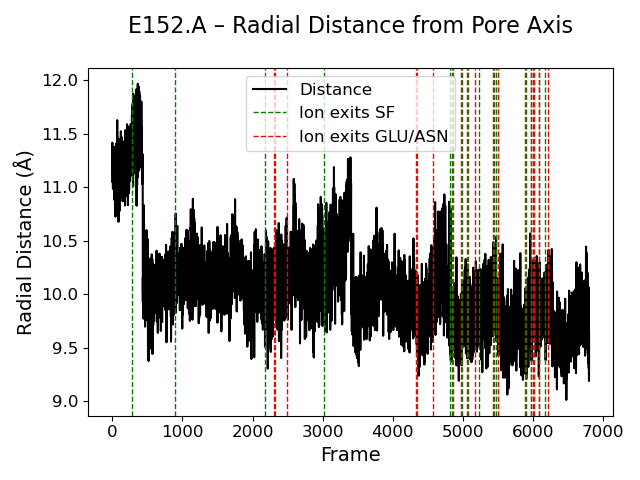 E152.A – Radial Distance from Pore Axis
Distance
Ion exits SF
Ion exits GLU/ASN
Radial Distance (Å)
12.0
11.5
11.0
10.5
10.0
9.5
9.0
0 1000 2000 3000 4000 5000 6000 7000
Frame